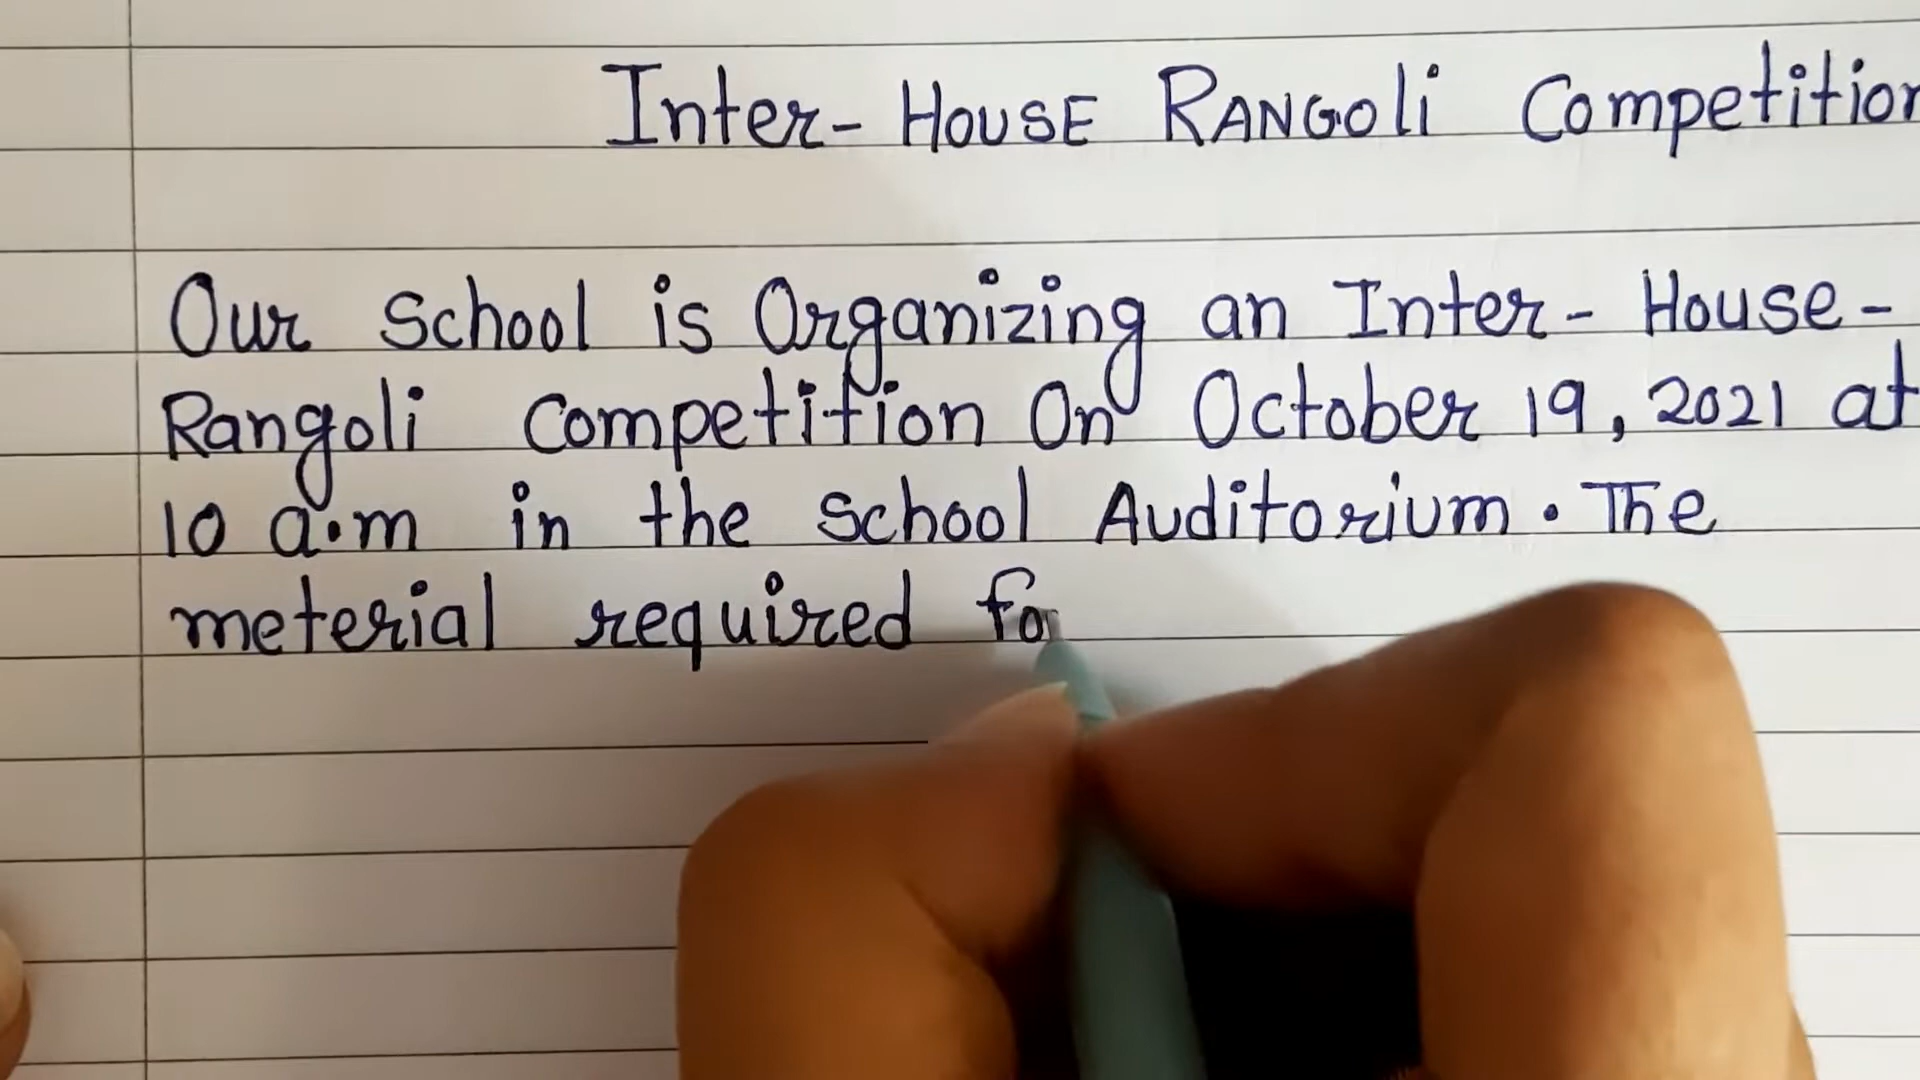 Inter-HOUSE RANGOli Competition
Our School is Organizing an Inter-House-
Rangoli Competition On October 19, 2021 at
10 a.m in the School Auditorium. The
meterial required for